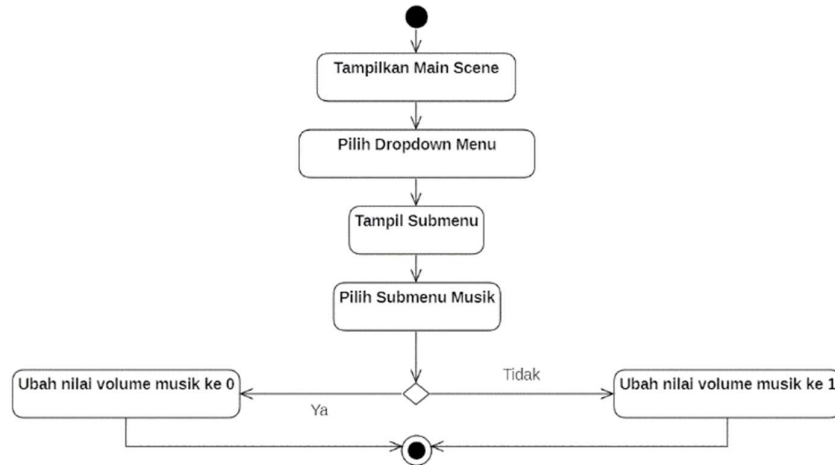 Tampilkan Main Scene
Pilih Dropdown Menu
Tampil Submenu
Pilih Submenu Musik
Ubah nilai volume musik ke 0
Ya
Tidak
Ubah nilai volume musik ke 1